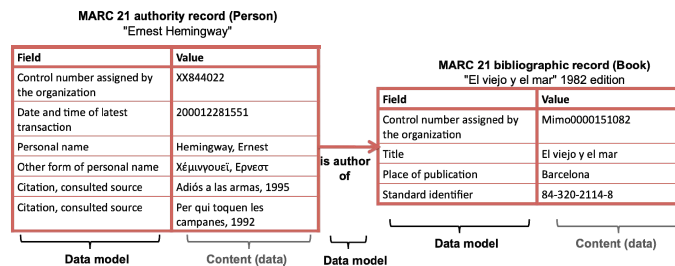 MARC 21 authority record (Person)
"Ernest Hemingway"
Field Value
Control number assigned by
the organization
XX844022
Date and time of latest
transaction
200012281551
Personal name Hemingway, Ernest
Other form of personal name Χέμινγουεϊ, Ερνεστ
Citation, consulted source Adiós a las armas, 1995
Citation, consulted source Per qui toquen les
campanes, 1992
Data model Content (data)
is author
of
Data model
MARC 21 bibliographic record (Book)
"El viejo y el mar" 1982 edition
Field Value
Control number assigned by
the organization
Mimo0000151082
Title El viejo y el mar
Place of publication Barcelona
Standard identifier 84-320-2114-8
Data model Content (data)